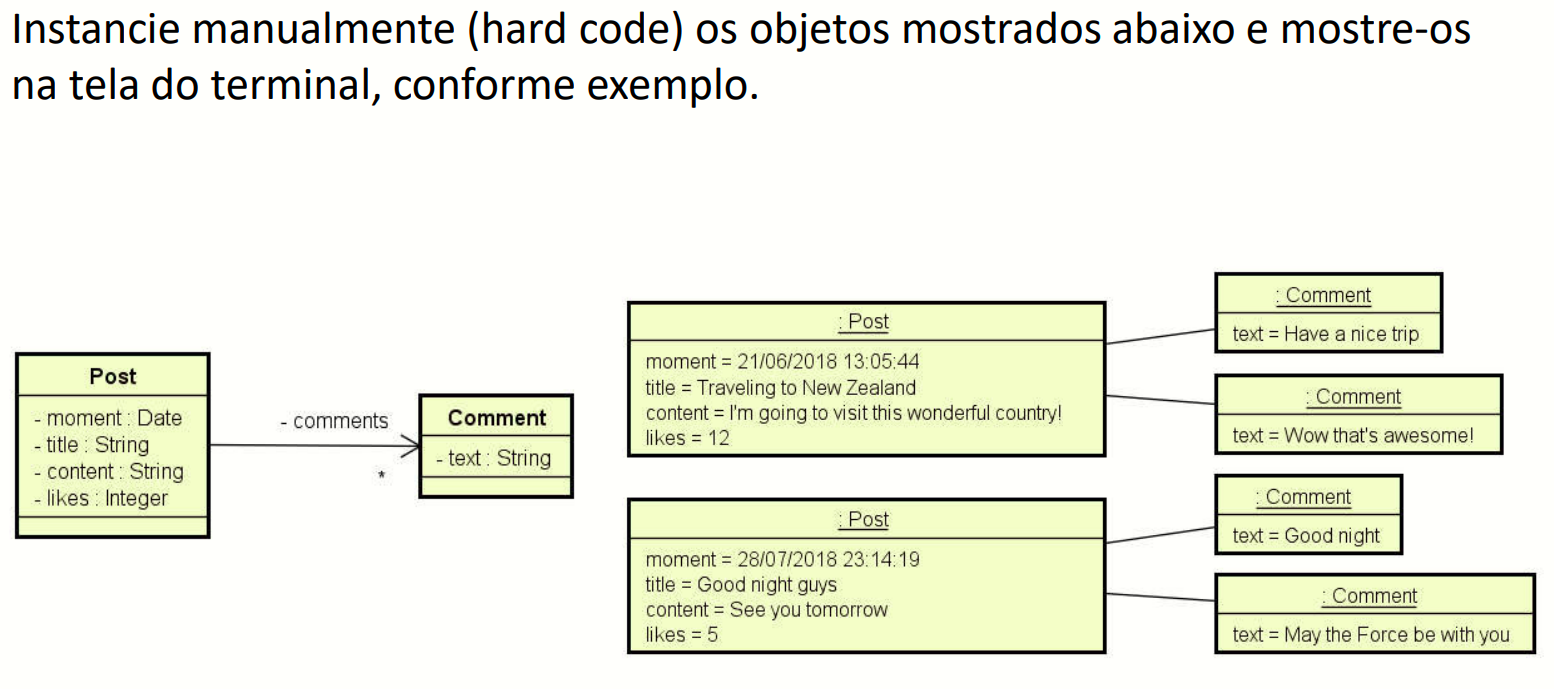 Instancie manualmente (hard code) os objetos mostrados abaixo e mostre-os
na tela do terminal, conforme exemplo.
Post
- moment : Date
- title : String
- content : String
- likes : Integer
- comments
*
Comment
- text : String
: Post
moment = 21/06/2018 13:05:44
title = Traveling to New Zealand
content = I'm going to visit this wonderful country!
likes = 12
: Comment
text = Have a nice trip
: Comment
text = Wow that's awesome!
: Post
moment = 28/07/2018 23:14:19
title = Good night guys
content = See you tomorrow
likes = 5
: Comment
text = Good night
: Comment
text = May the Force be with you